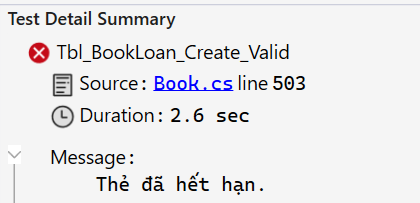 Test Detail Summary
Tbl_BookLoan_Create_Valid
Source: Book.cs line 503
Duration: 2.6 sec
Message:
Thẻ đã hết hạn.